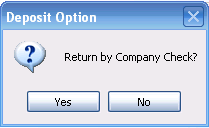 Deposit Option
Return by Company Check?
Yes
No